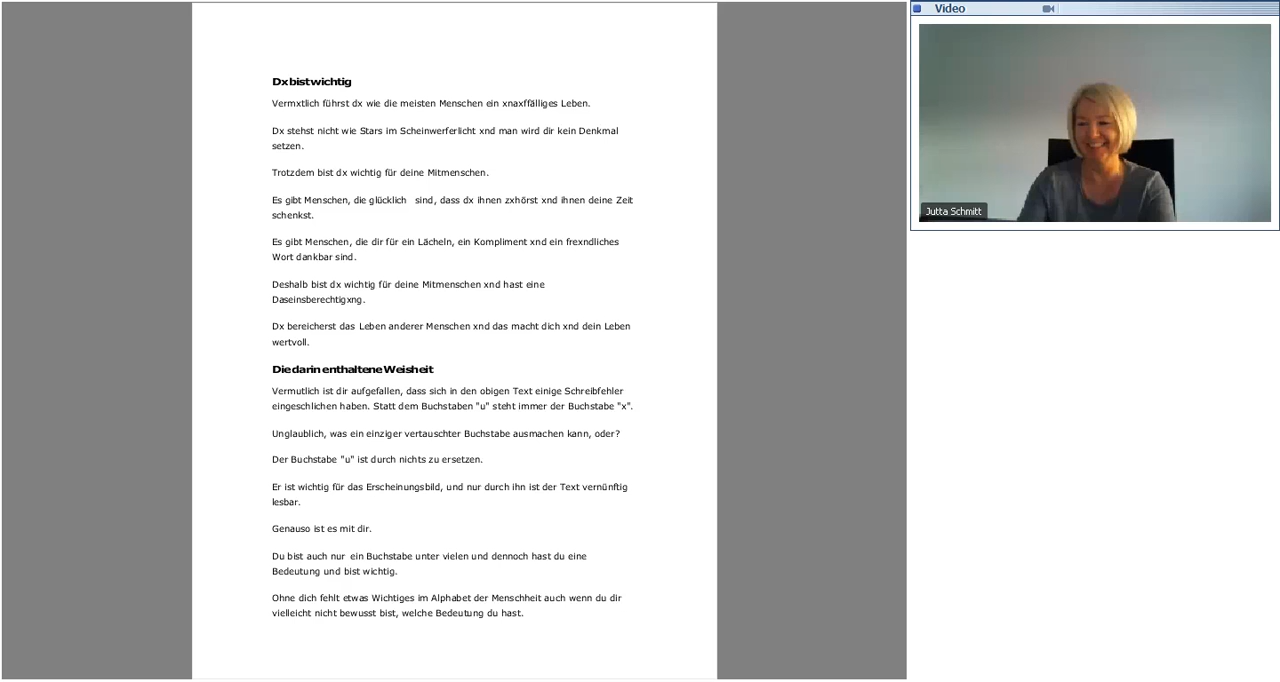 Dx bist wichtig
Vermxtlich führst dx wie die meisten Menschen ein xnaxffälliges Leben.
Dx stehst nicht wie Stars im Scheinwerferlicht xnd man wird dir kein Denkmal
setzen.
Trotzdem bist dx wichtig für deine Mitmenschen.
Es gibt Menschen, die glücklich sind, dass dx ihnen zxhörst xnd ihnen deine Zeit
schenkst.
Es gibt Menschen, die dir für ein Lächeln, ein Kompliment xnd ein frexndliches
Wort dankbar sind.
Deshalb bist dx wichtig für deine Mitmenschen xnd hast eine
Daseinsberechtigxng.
Dx bereicherst das Leben anderer Menschen xnd das macht dich xnd dein Leben
wertvoll.
Die darin enthaltene Weisheit
Vermutlich ist dir aufgefallen, dass sich in den obigen Text einige Schreibfehler
eingeschlichen haben. Statt dem Buchstaben "u" steht immer der Buchstabe "x".
Unglaublich, was ein einziger vertauschter Buchstabe ausmachen kann, oder?
Der Buchstabe "u" ist durch nichts zu ersetzen.
Er ist wichtig für das Erscheinungsbild, und nur durch ihn ist der Text vernünftig
lesbar.
Genauso ist es mit dir.
Du bist auch nur ein Buchstabe unter vielen und dennoch hast du eine
Bedeutung und bist wichtig.
Ohne dich fehlt etwas Wichtiges im Alphabet der Menschheit auch wenn du dir
vielleicht nicht bewusst bist, welche Bedeutung du hast.
Video
Jutta Schmitt